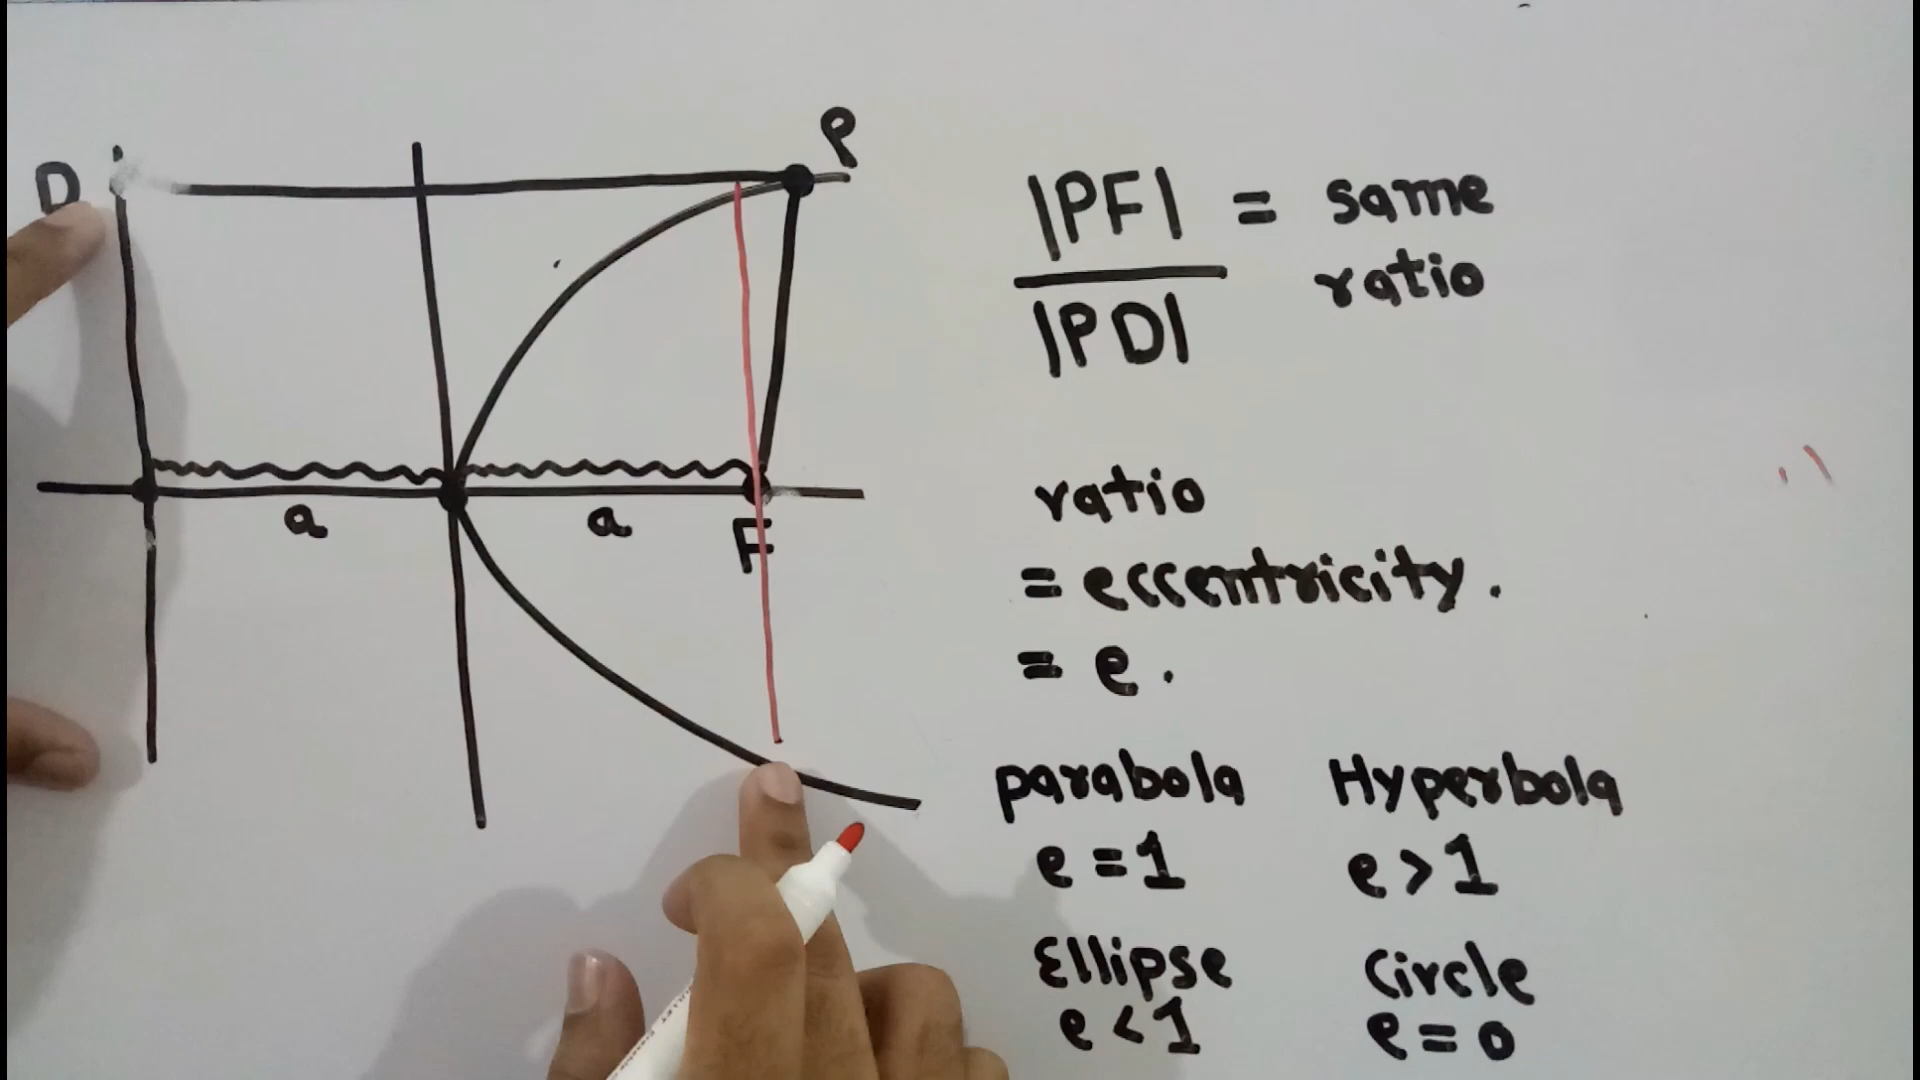 D
P
a
a
F
|PF| = same
|PD| ratio
ratio
= eccentricity.
= e.
parabola
e = 1
Hyperbola
e > 1
Ellipse
e < 1
Circle
e = 0